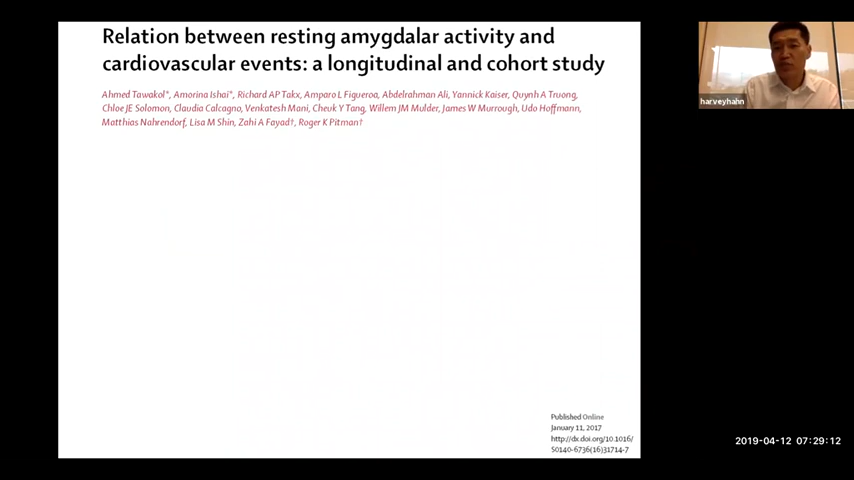 Relation between resting amygdalar activity and
cardiovascular events: a longitudinal and cohort study
Ahmed Tawakol*, Amorina Ishai*, Richard AP Takx, Amparo L Figueroa, Abdelrahman Ali, Yannick Kaiser, Quynh A Truong,
Chloe JE Solomon, Claudia Calcagno, Venkatesh Mani, Cheuk Y Tang, Willem JM Mulder, James W Murrough, Udo Hoffmann,
Matthias Nahrendorf, Lisa M Shin, Zahi A Fayad†, Roger K Pitman†
harveyhahn
Published Online
January 11, 2017
http://dx.doi.org/10.1016/
S0140-6736(16)31714-7
2019-04-12 07:29:12